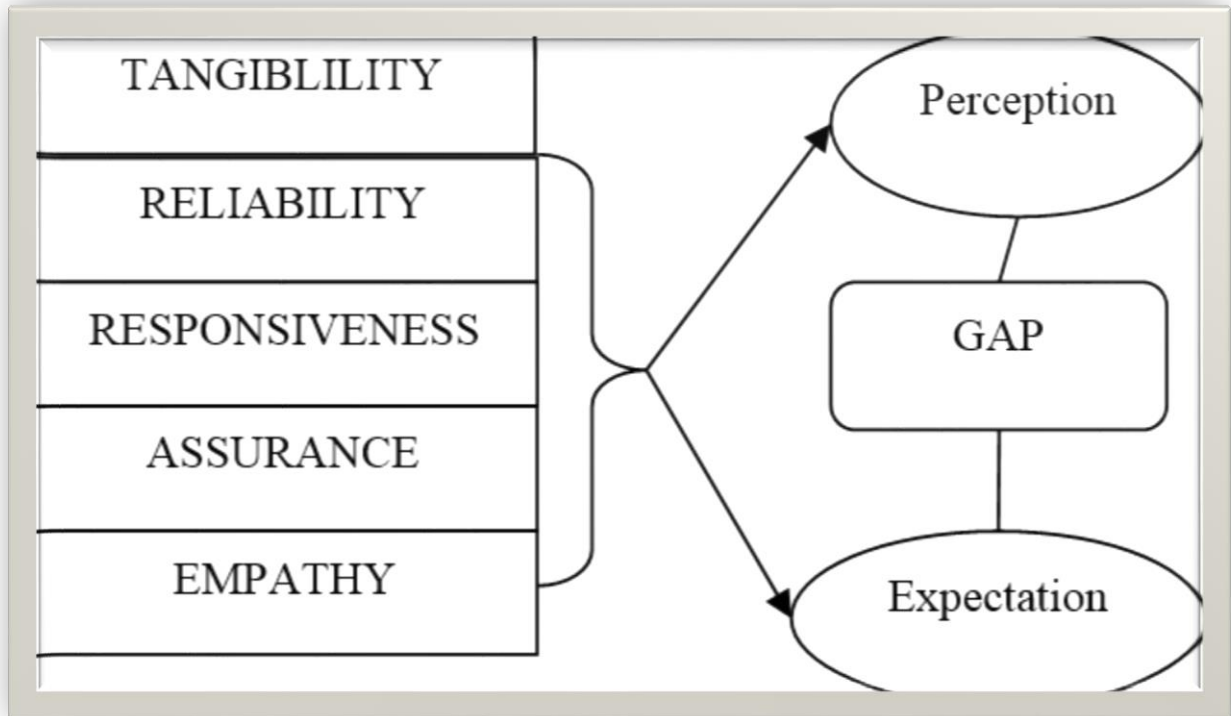 TANGIBLILITY
RELIABILITY
RESPONSIVENESS
ASSURANCE
EMPATHY
Perception
GAP
Expectation